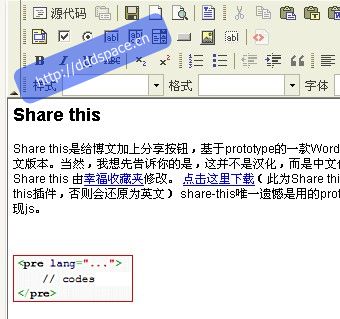 源代码
http://dddspace.cn
B I U ABC
样式 格式 字体
Share this
Share this是给博文加上分享按钮，基于prototype的一款Word
文版本。当然，我想先告诉你的是，这并不是汉化，而是中文化
Share this 由幸福收藏夹修改。 点击这里下载（此为Share thi
this插件，否则会还原为英文） share-this唯一遗憾是用的prot
现js。
<pre lang="...">
// codes
</pre>